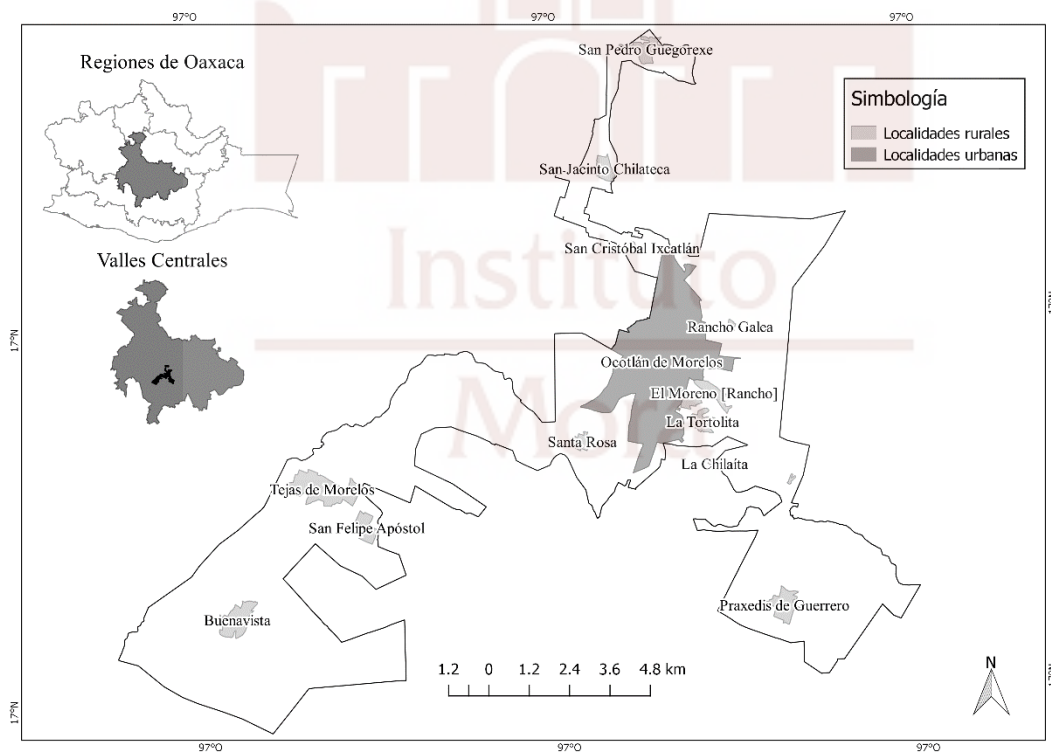 97°O 97°O 97°O
San Pedro Guegorexe
Regiones de Oaxaca
Simbología
Localidades rurales
Localidades urbanas
San Jacinto Chilateca
San Cristóbal Ixcatlán
Valles Centrales
Instituto
Rancho Galea
17°N
Ocotlán de Morelos
El Moreno [Rancho]
Mora
La Tortolita
Santa Rosa
La Chilaíta
Tejas de Morelos
San Felipe Apóstol
Praxedis de Guerrero
Buenavista
1.2 0 1.2 2.4 3.6 4.8 km
N
17°N
97°O 97°O 97°O